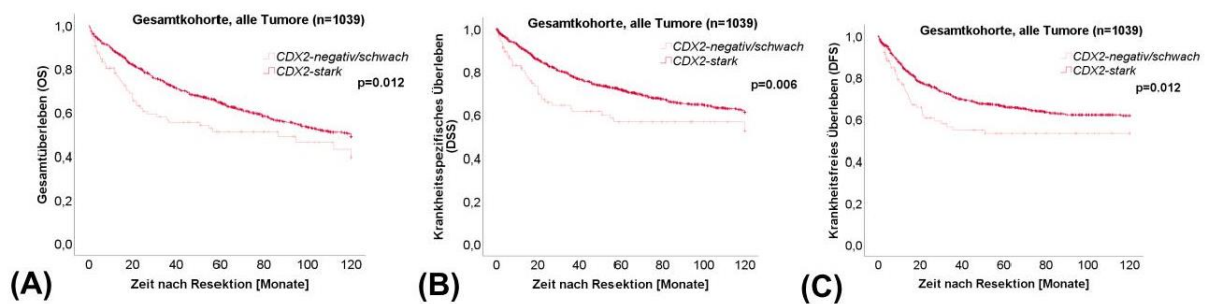 Gesamtkohorte, alle Tumore (n=1039)
CDX2-negativ/schwach
CDX2-stark
p=0.012
Gesamtüberleben (OS)
1,0
0,8
0,6
0,4
0,2
0,0
0 20 40 60 80 100 120
Zeit nach Resektion [Monate]
(A)
Gesamtkohorte, alle Tumore (n=1039)
CDX2-negativ/schwach
CDX2-stark
p=0.006
Krankheitsspezifisches Überleben
(DSS)
1,0
0,8
0,6
0,4
0,2
0,0
0 20 40 60 80 100 120
Zeit nach Resektion [Monate]
(B)
Gesamtkohorte, alle Tumore (n=1039)
CDX2-negativ/schwach
CDX2-stark
p=0.012
Krankheitsfreies Überleben (DFS)
1,0
0,8
0,6
0,4
0,2
0,0
0 20 40 60 80 100 120
Zeit nach Resektion [Monate]
(C)